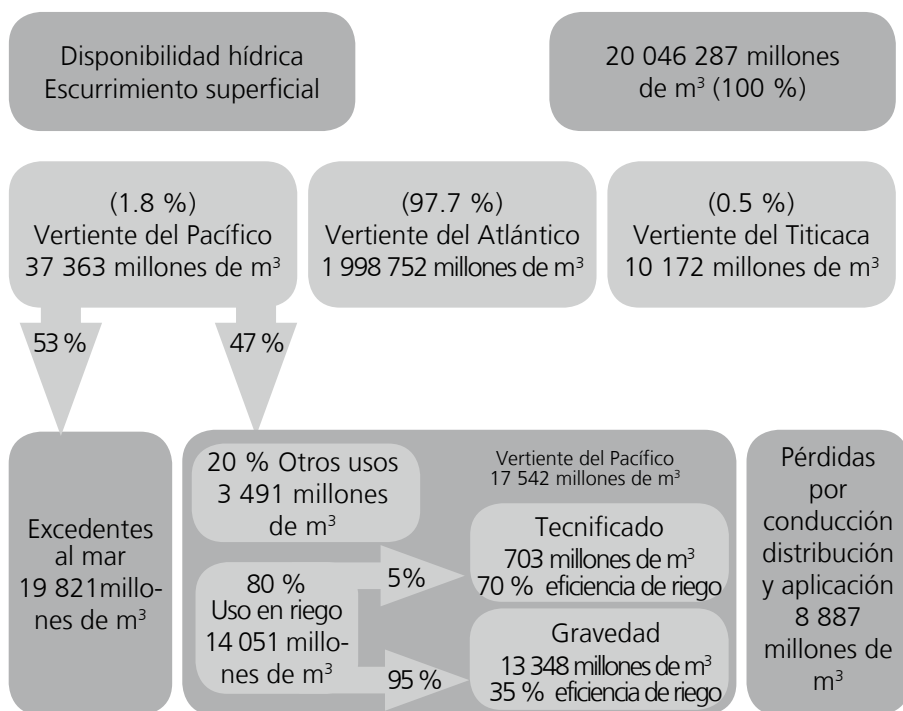 Disponibilidad hídrica
Escurrimiento superficial
20 046 287 millones
de m³ (100 %)
(1.8 %)
Vertiente del Pacífico
37 363 millones de m³
(97.7 %)
Vertiente del Atlántico
1 998 752 millones de m³
(0.5 %)
Vertiente del Titicaca
10 172 millones de m³
53 %
47 %
Excedentes
al mar
19 821millo-
nes de m³
20 % Otros usos
3 491 millones
de m³
Vertiente del Pacífico
17 542 millones de m³
80 %
Uso en riego
14 051 millo-
nes de m³
5%
Tecnificado
703 millones de m³
70 % eficiencia de riego
95 %
Gravedad
13 348 millones de m³
35 % eficiencia de riego
Pérdidas
por
conducción
distribución
y aplicación
8 887
millones de
m³